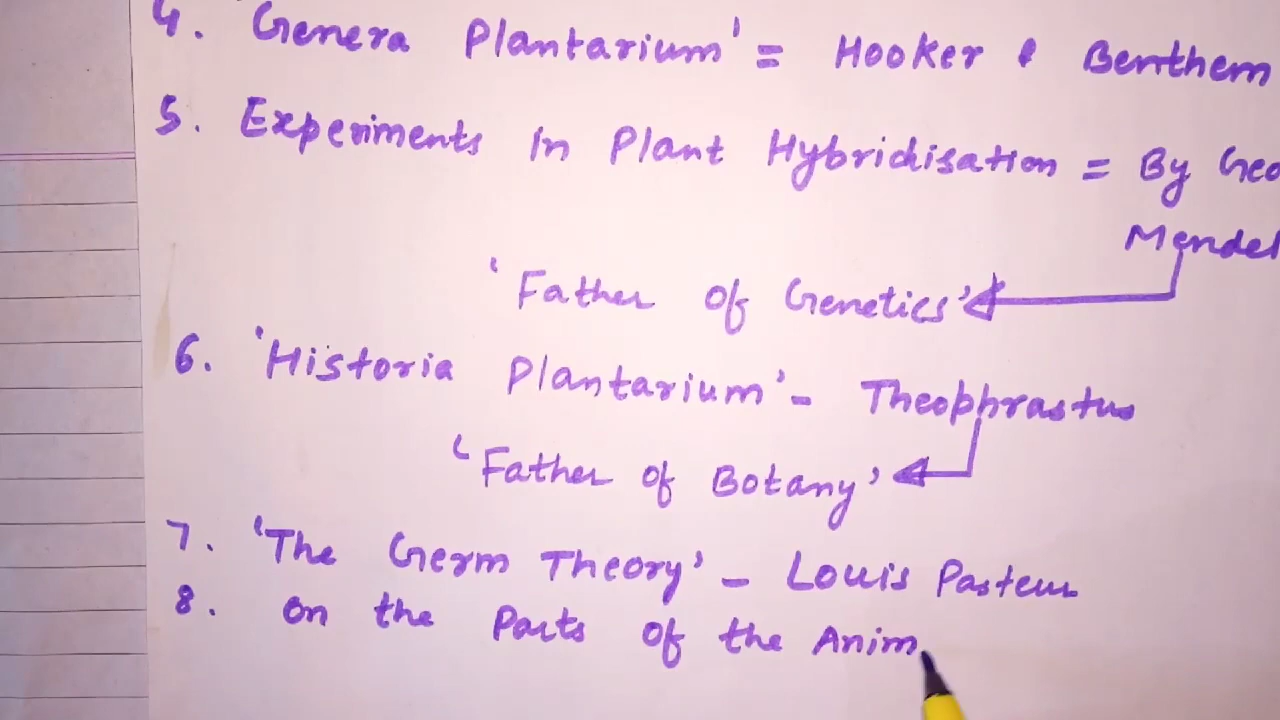 4. 'Genera Plantarium' = Hooker & Benthem
5. Experiments in Plant Hybridisation = By Geo
Mendel
'Father of Genetics'
6. 'Historia Plantarium' - Theophrastus
'Father of Botany'
7. 'The Germ Theory' - Louis Pasteur
8. On the Parts of the Anim